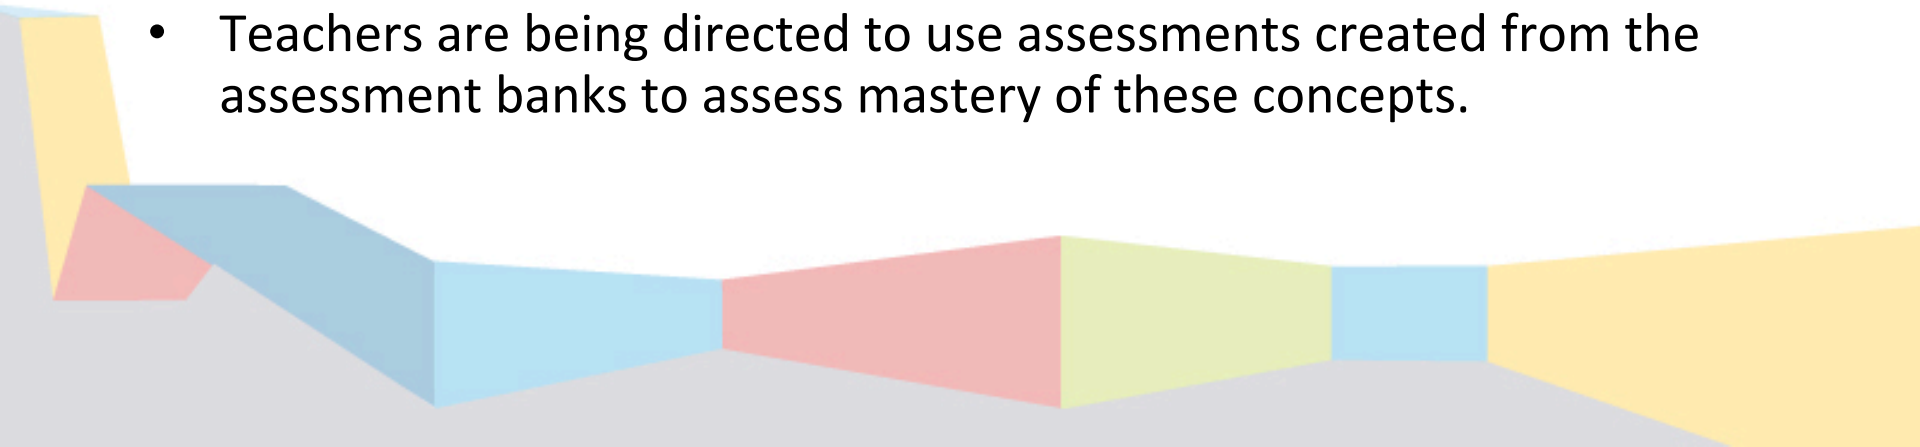 • Teachers are being directed to use assessments created from the
assessment banks to assess mastery of these concepts.